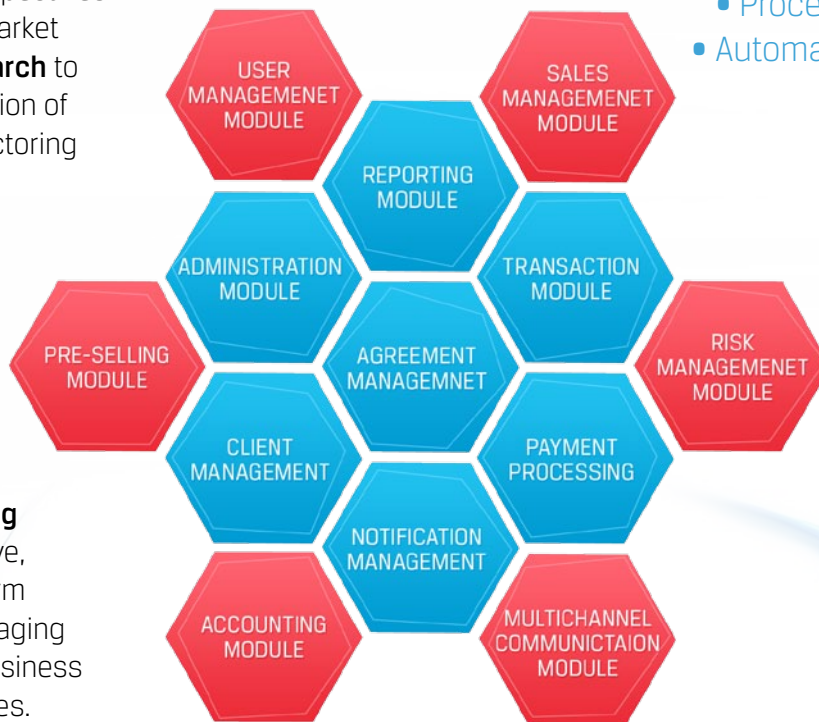 arket
arch to
ion of
ctoring
• Proce
• Automa
USER
MANAGEMENET
MODULE
SALES
MANAGEMENET
MODULE
REPORTING
MODULE
ADMINISTRATION
MODULE
TRANSACTION
MODULE
PRE-SELLING
MODULE
AGREEMENT
MANAGEMNET
RISK
MANAGEMENET
MODULE
CLIENT
MANAGEMENT
PAYMENT
PROCESSING
NOTIFICATION
MANAGEMENT
ACCOUNTING
MODULE
MULTICHANNEL
COMMUNICTAION
MODULE
g
ve,
rm
aging
siness
es.